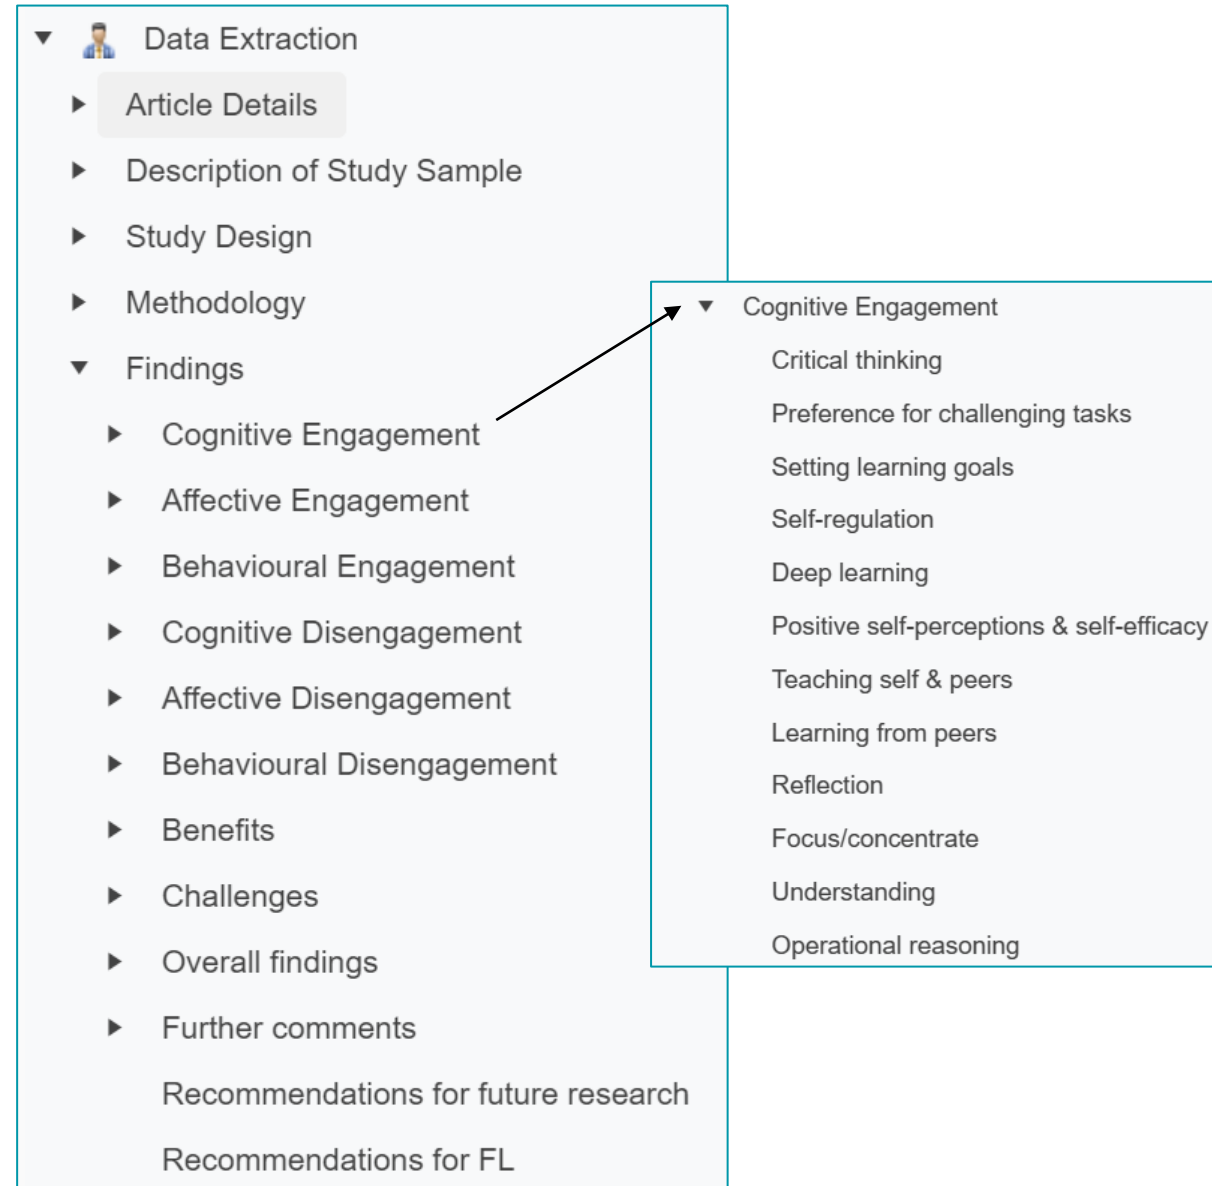 Data Extraction
Article Details
Description of Study Sample
Study Design
Methodology
Findings
Cognitive Engagement
Affective Engagement
Behavioural Engagement
Cognitive Disengagement
Affective Disengagement
Behavioural Disengagement
Benefits
Challenges
Overall findings
Further comments
Recommendations for future research
Recommendations for FL
Cognitive Engagement
Critical thinking
Preference for challenging tasks
Setting learning goals
Self-regulation
Deep learning
Positive self-perceptions & self-efficacy
Teaching self & peers
Learning from peers
Reflection
Focus/concentrate
Understanding
Operational reasoning